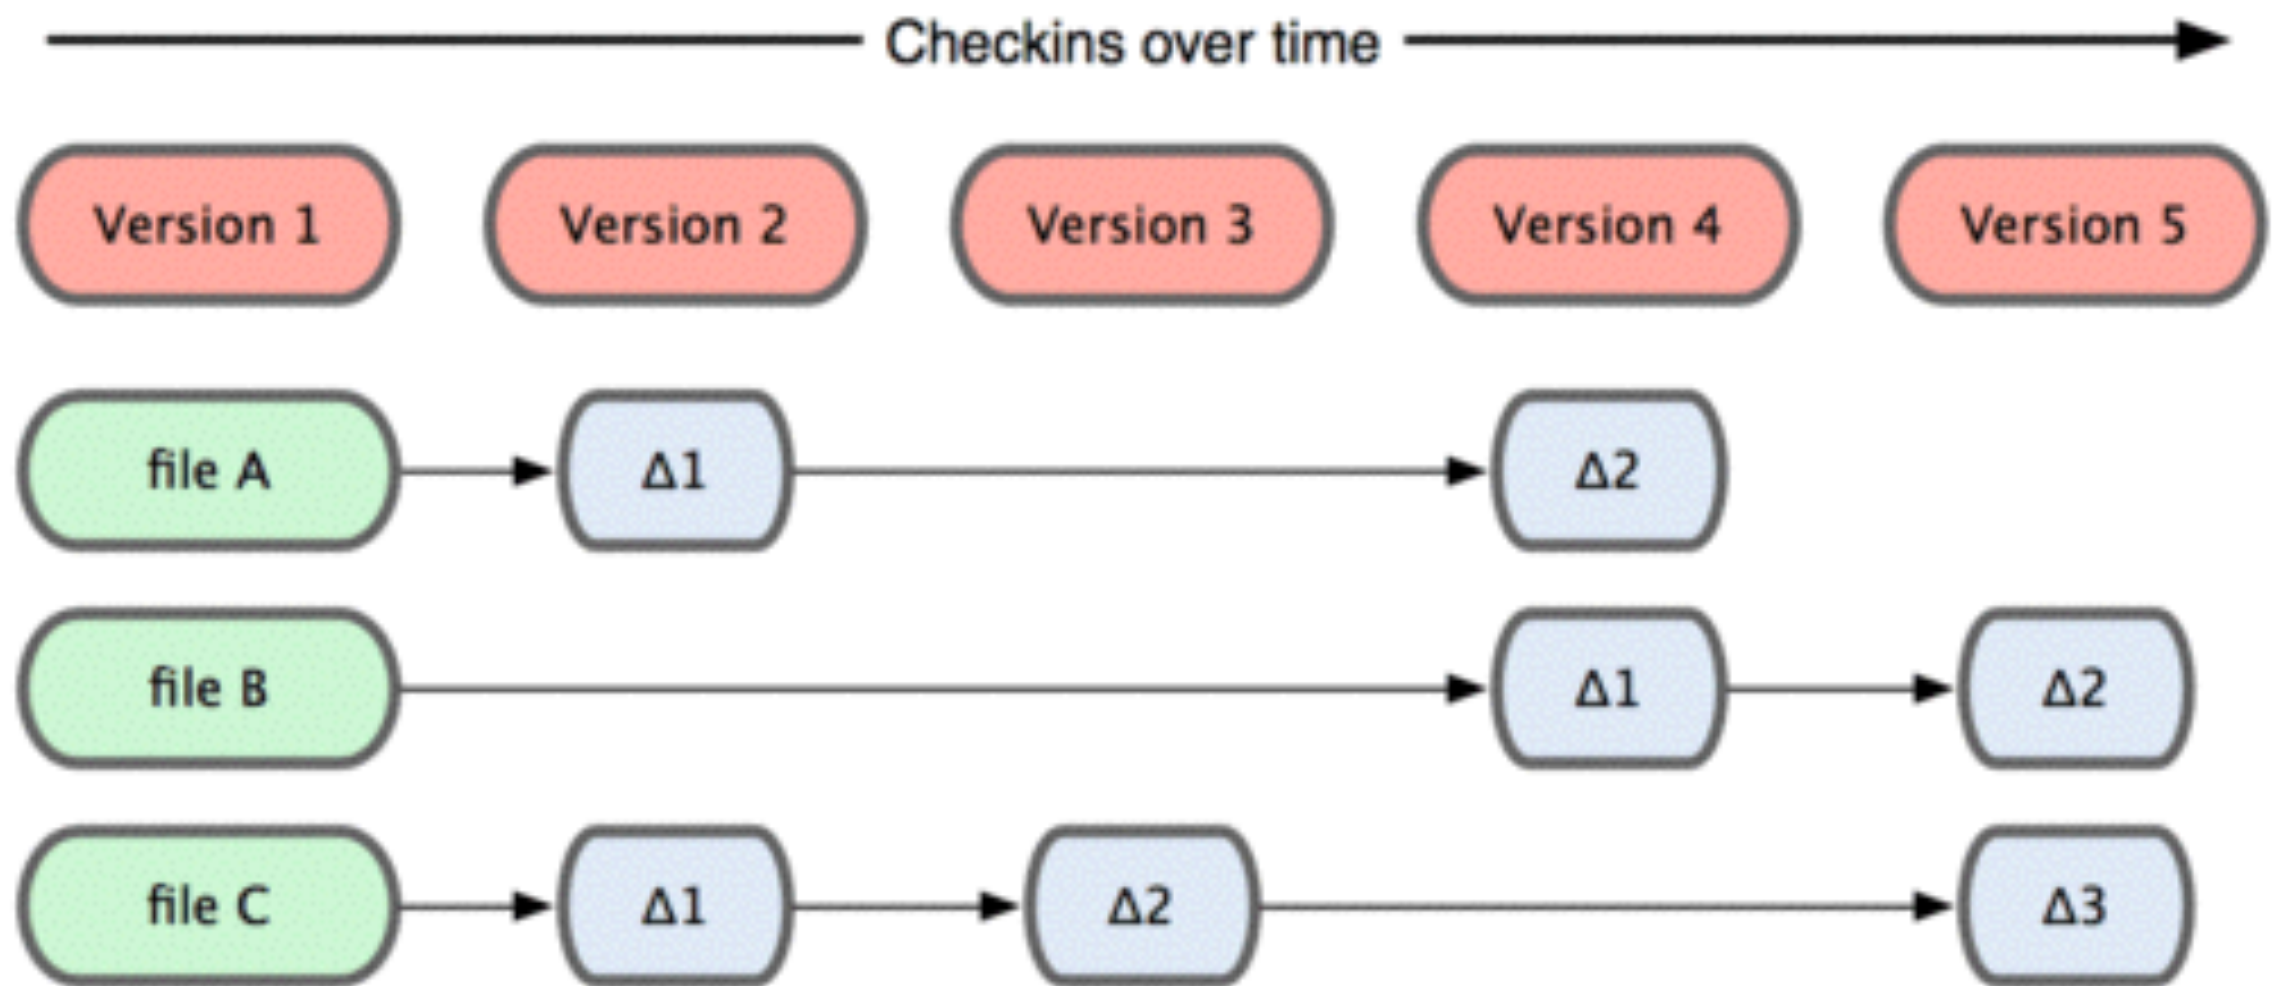 Checkins over time
Version 1 Version 2 Version 3 Version 4 Version 5
file A Δ1 Δ2
file B Δ1 Δ2
file C Δ1 Δ2 Δ3